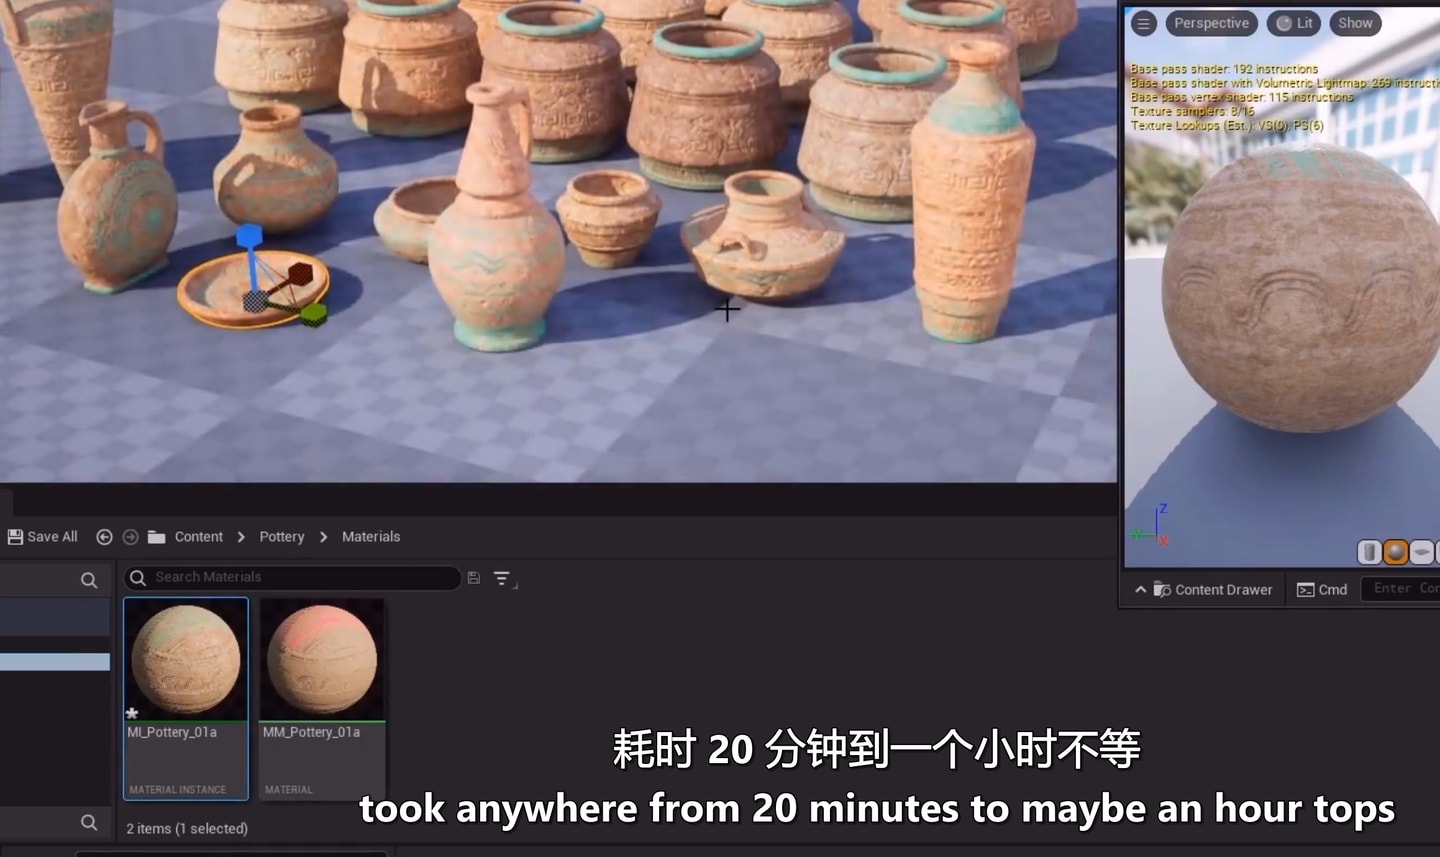 Perspective
Lit
Show
Base pass shader: 192 instructions
Base pass shader with Volumetric Lightmap: 269
Base pass vertex shader: 115 instructions
Texture samplers: 8/16
Texture Lookups (Est.): VS(0), PS(6)
Z
X
Save All
Content
Pottery
Materials
Search Materials
Content Drawer
Cmd
Enter
MI_Pottery_01a
MM_Pottery_01a
MATERIAL INSTANCE
MATERIAL
2 items (1 selected)
耗时 20 分钟到一个小时不等
took anywhere from 20 minutes to maybe an hour tops